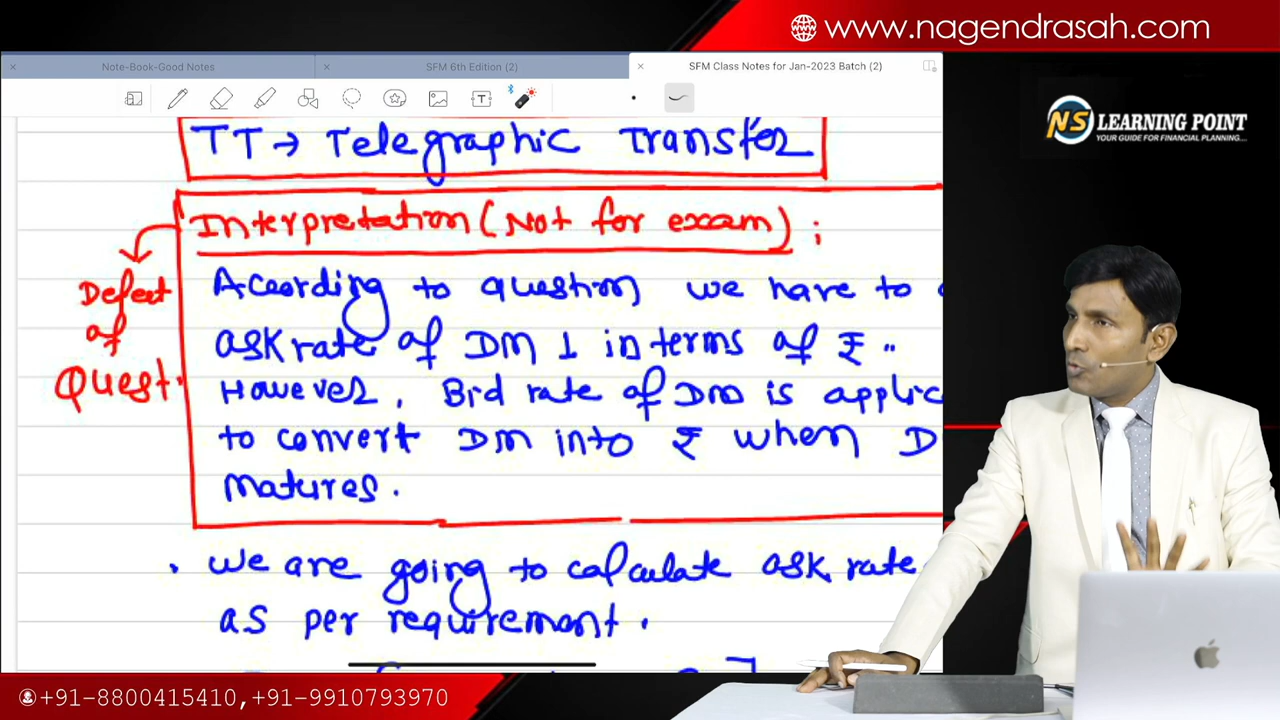 www.nagendrasah.com
Note-Book-Good Notes
SFM 6th Edition (2)
SFM Class Notes for Jan-2023 Batch (2)
NS LEARNING POINT
YOUR GUIDE FOR FINANCIAL PLANNING...
TT → Telegraphic Transfer
Interpretation (Not for exam) ;
Defect
of
Quest.
According to question we have to
ask rate of DM 1 in terms of ₹ ..
However, Bid rate of DM is applic
to convert DM into ₹ when D
matures.
. we are going to calculate ask rate
as per requirement.
+91-8800415410,+91-9910793970